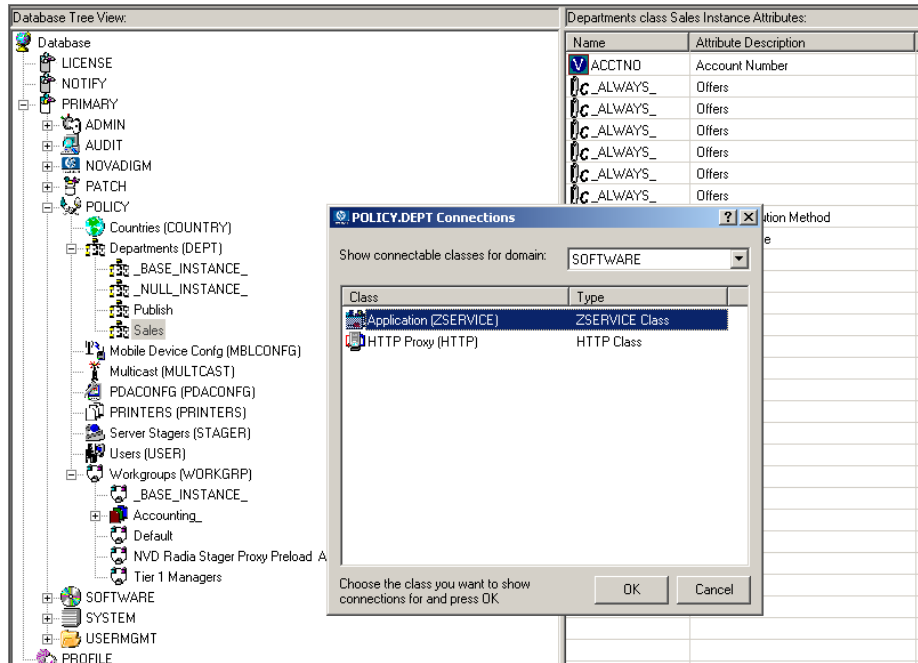 Database Tree View:
Database
LICENSE
NOTIFY
PRIMARY
ADMIN
AUDIT
NOVADIGM
PATCH
POLICY
Countries (COUNTRY)
Departments (DEPT)
_BASE_INSTANCE_
_NULL_INSTANCE_
Publish
Sales
Mobile Device Confg (MBLCONFG)
Multicast (MULTCAST)
PDACONFG (PDACONFG)
PRINTERS (PRINTERS)
Server Stagers (STAGER)
Users (USER)
Workgroups (WORKGRP)
_BASE_INSTANCE_
Accounting_
Default
NVD Radia Stager Proxy Preload A
Tier 1 Managers
SOFTWARE
SYSTEM
USERMGMT
PROFILE
Departments class Sales Instance Attributes:
Name Attribute Description
V ACCTNO Account Number
C _ALWAYS_ Offers
C _ALWAYS_ Offers
C _ALWAYS_ Offers
C _ALWAYS_ Offers
C _ALWAYS_ Offers
C _ALWAYS_ Offers
ution Method
e
POLICY.DEPT Connections
Show connectable classes for domain: SOFTWARE
Class Type
Application (ZSERVICE) ZSERVICE Class
HTTP Proxy (HTTP) HTTP Class
Choose the class you want to show
connections for and press OK
OK Cancel